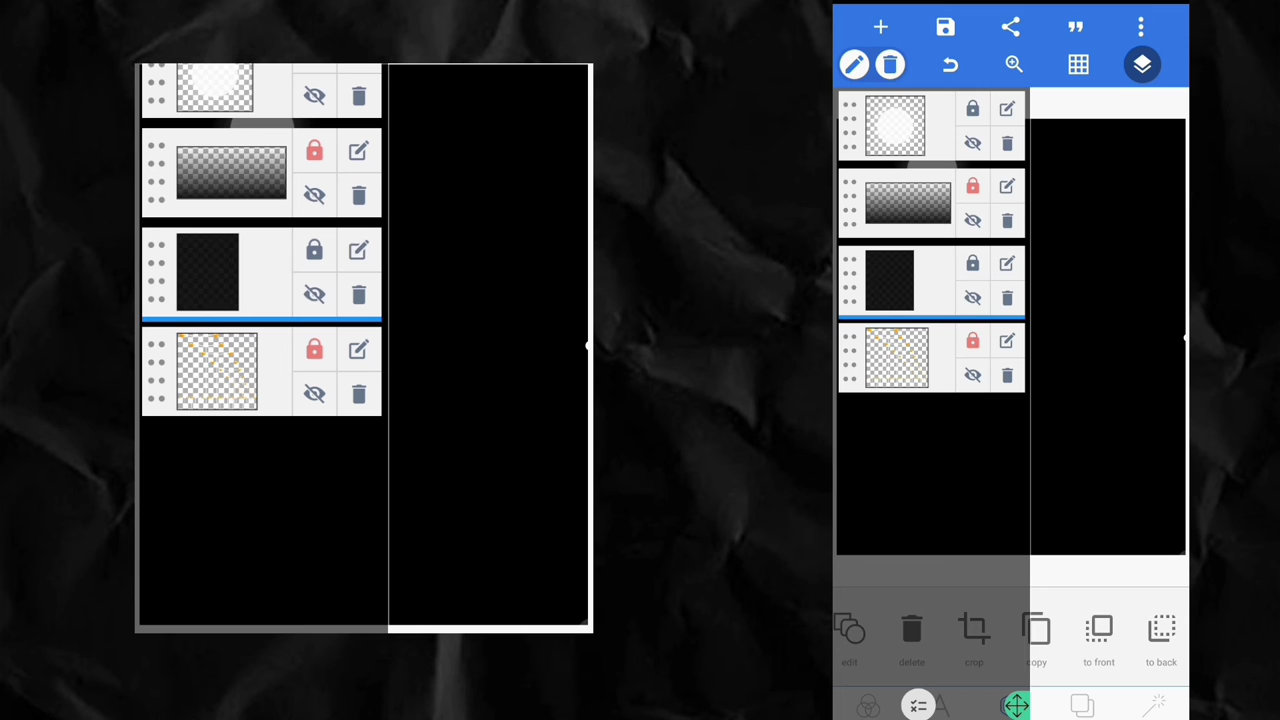 edit
delete
crop
copy
to front
to back